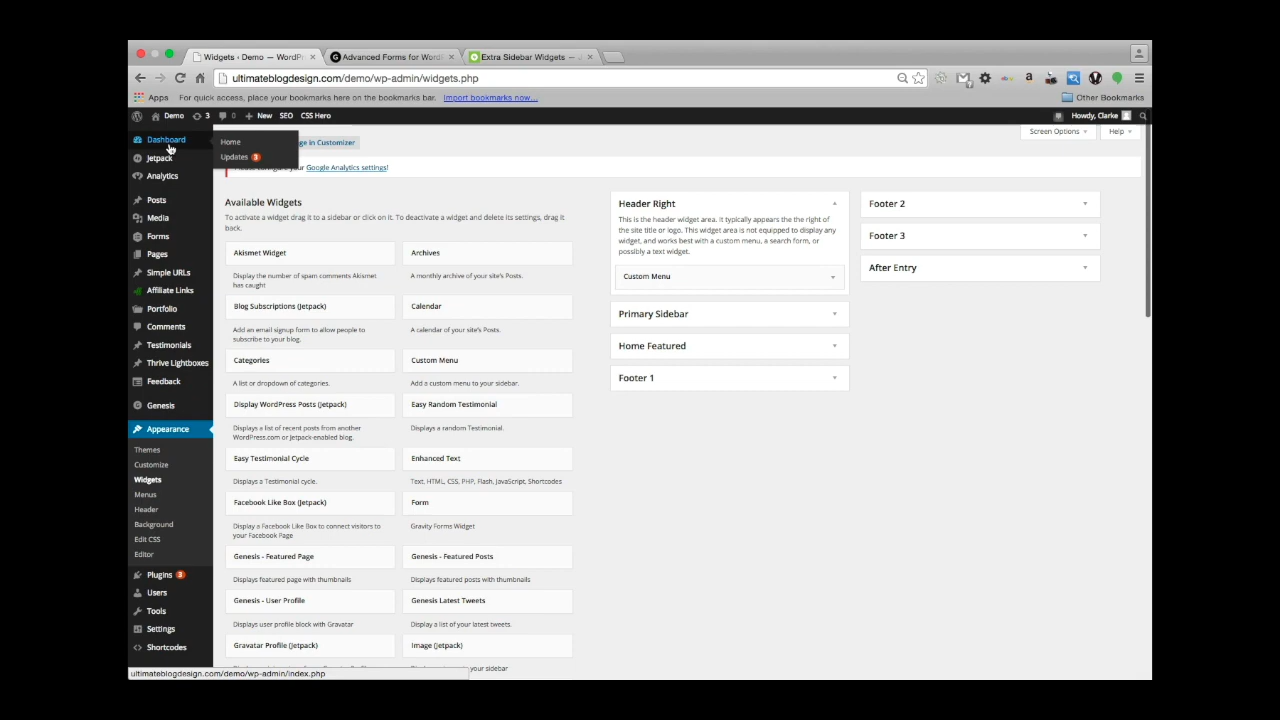 Widgets ‹ Demo — WordPr
Advanced Forms for Word
Extra Sidebar Widgets — J
ultimateblogdesign.com/demo/wp-admin/widgets.php
Apps
For quick access, place your bookmarks here on the bookmarks bar. Import bookmarks now...
Other Bookmarks
Demo
3
0
New
SEO
CSS Hero
Howdy, Clarke
Dashboard
Jetpack
Analytics
Posts
Media
Forms
Pages
Simple URLs
Affiliate Links
Portfolio
Comments
Testimonials
Thrive Lightboxes
Feedback
Genesis
Appearance
Themes
Customize
Widgets
Menus
Header
Background
Edit CSS
Editor
Plugins 3
Users
Tools
Settings
Shortcodes
Home
Updates 3
ge in Customizer
Screen Options
Help
your Google Analytics settings!
Available Widgets
To activate a widget drag it to a sidebar or click on it. To deactivate a widget and delete its settings, drag it
back.
Akismet Widget
Display the number of spam comments Akismet
has caught
Archives
A monthly archive of your site's Posts.
Blog Subscriptions (Jetpack)
Add an email signup form to allow people to
subscribe to your blog.
Calendar
A calendar of your site's Posts.
Categories
A list or dropdown of categories.
Custom Menu
Add a custom menu to your sidebar.
Display WordPress Posts (Jetpack)
Displays a list of recent posts from another
WordPress.com or Jetpack-enabled blog.
Easy Random Testimonial
Displays a random Testimonial.
Easy Testimonial Cycle
Displays a Testimonial cycle.
Enhanced Text
Text, HTML, CSS, PHP, Flash, JavaScript, Shortcodes
Facebook Like Box (Jetpack)
Display a Facebook Like Box to connect visitors to
your Facebook Page
Form
Gravity Forms Widget
Genesis - Featured Page
Displays featured page with thumbnails
Genesis - Featured Posts
Displays featured posts with thumbnails
Genesis - User Profile
Displays user profile block with Gravatar
Genesis Latest Tweets
Display a list of your latest tweets.
Gravatar Profile (Jetpack)
Image (Jetpack)
Header Right
This is the header widget area. It typically appears the the right of
the site title or logo. This widget area is not equipped to display any
widget, and works best with a custom menu, a search form, or
possibly a text widget.
Custom Menu
Primary Sidebar
Home Featured
Footer 1
Footer 2
Footer 3
After Entry
ultimateblogdesign.com/demo/wp-admin/index.php